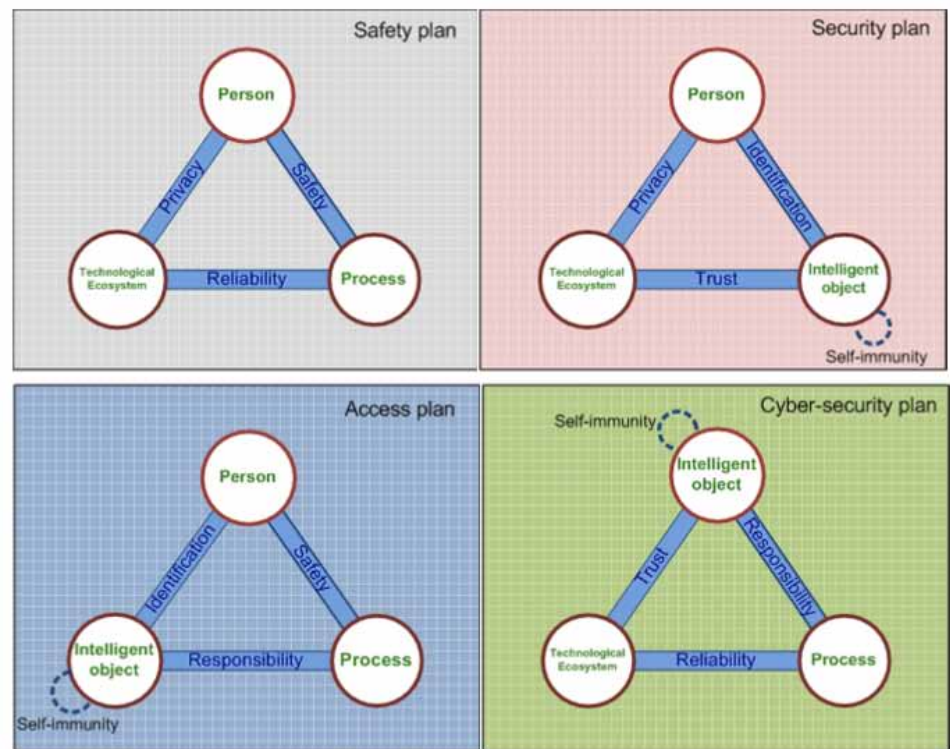 Safety plan
Person
Privacy
Safety
Technological
Ecosystem
Reliability
Process
Security plan
Person
Privacy
Identification
Technological
Ecosystem
Trust
Intelligent
object
Self-immunity
Access plan
Person
Identification
Safety
Intelligent
object
Responsibility
Process
Self-immunity
Cyber-security plan
Self-immunity
Intelligent
object
Trust
Responsibility
Technological
Ecosystem
Reliability
Process